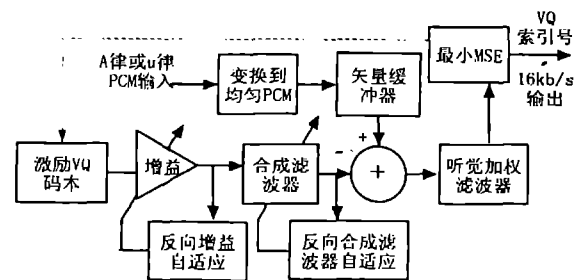 VQ
索引号
最小MSE
16kb/s
输出
A律或u律
PCM输入
变换到
均匀PCM
矢量缓
冲器
+
-
激励VQ
码本
增益
合成滤
波器
+
听觉加权
滤波器
反向增益
自适应
反向合成滤
波器自适应